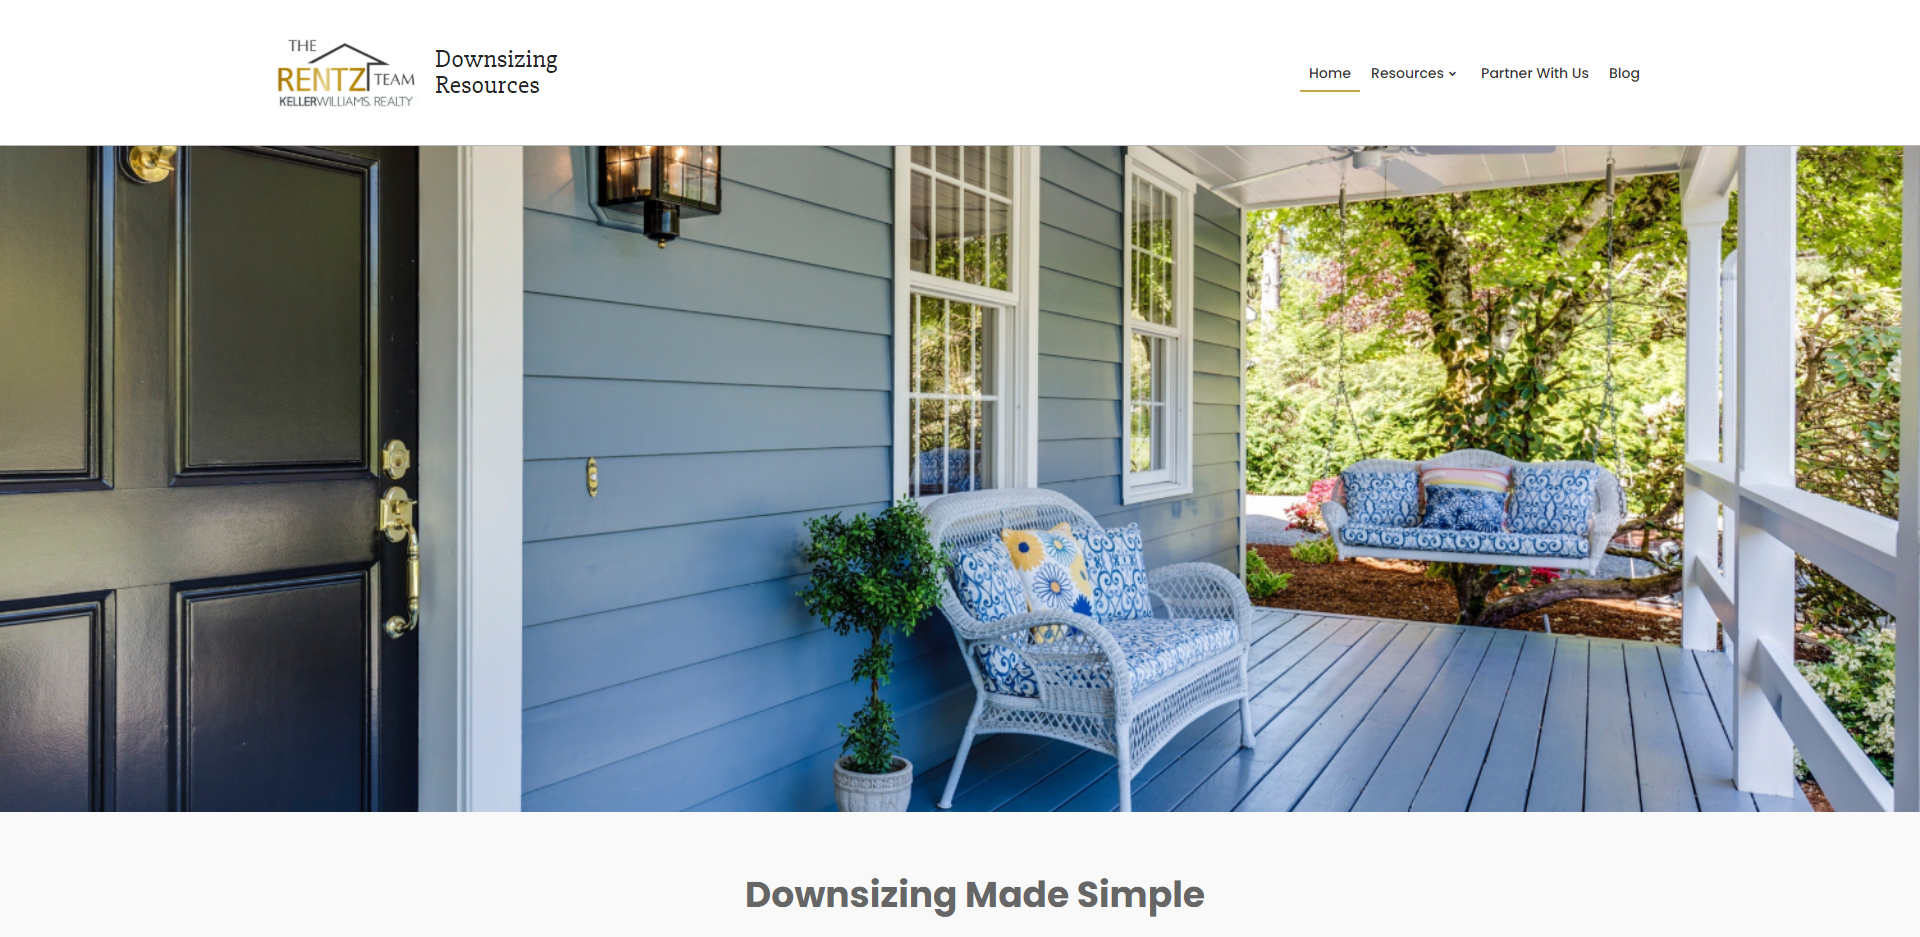 THE
RENTZ TEAM
KELLERWILLIAMS. REALTY
Downsizing
Resources
Home Resources Partner With Us Blog
Downsizing Made Simple